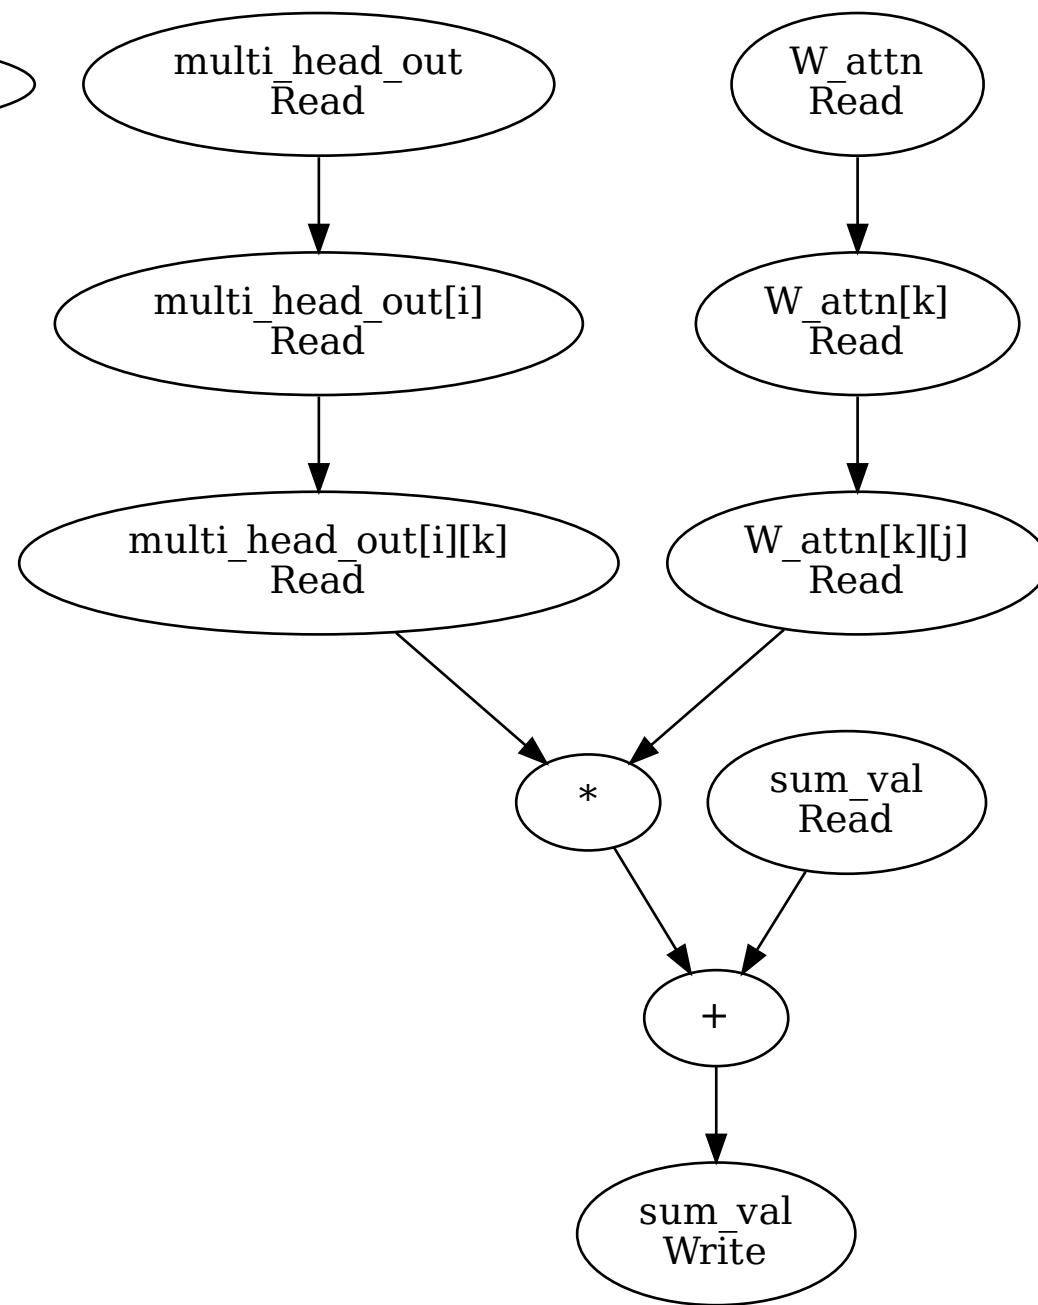 multi_head_out
Read
W_attn
Read
multi_head_out[i]
Read
W_attn[k]
Read
multi_head_out[i][k]
Read
W_attn[k][j]
Read
*
sum_val
Read
+
sum_val
Write